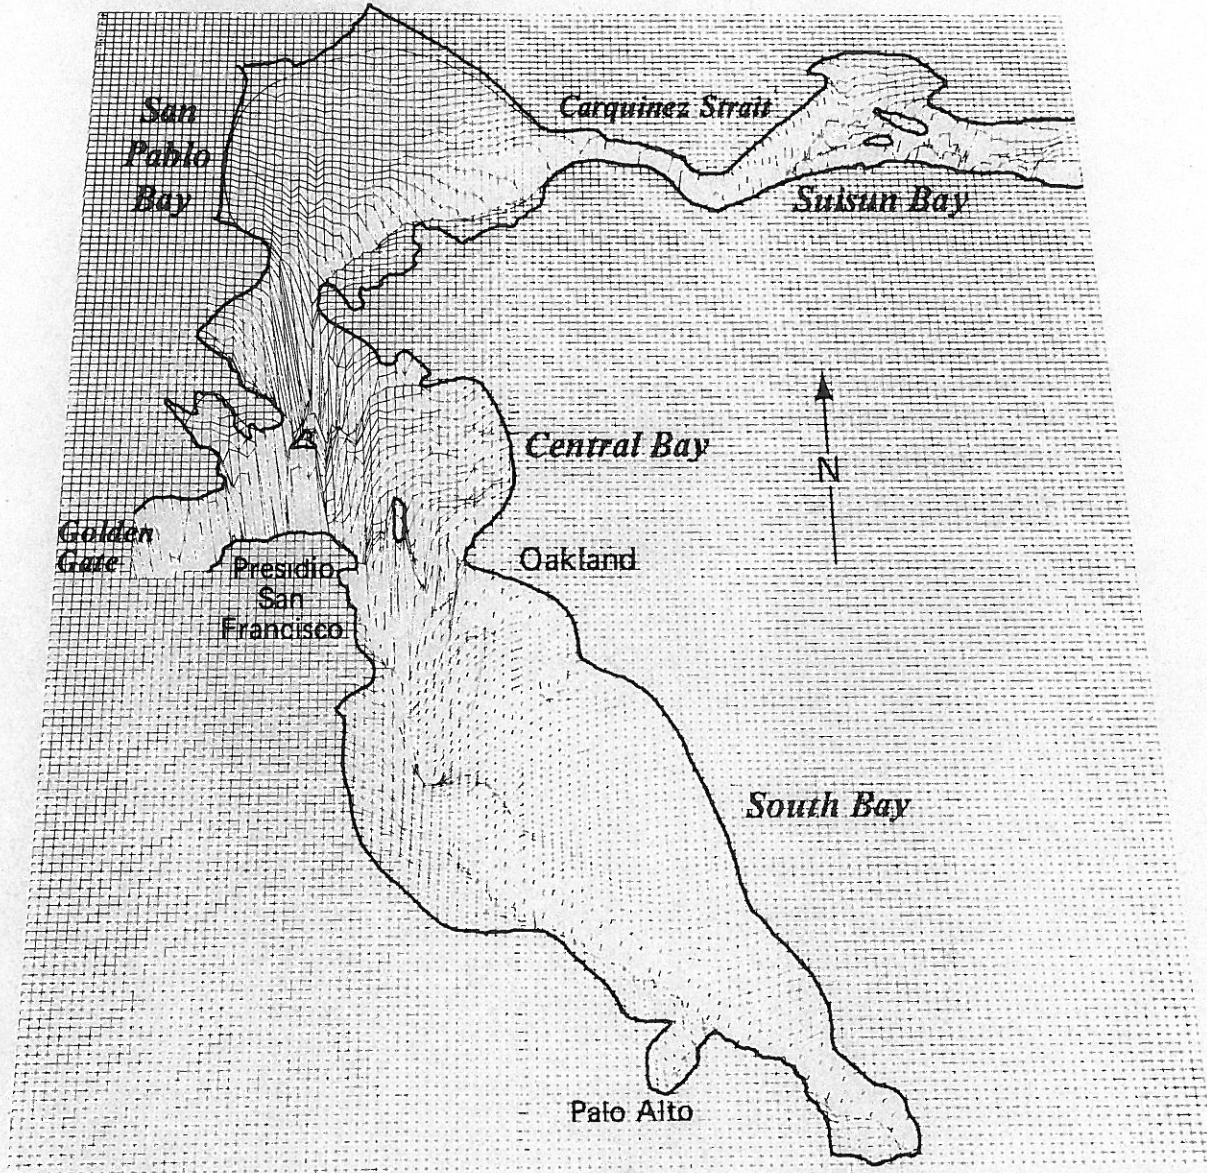 Carquinez Strait
San
Pablo
Bay
Suisun Bay
Central Bay
N
Golden
Gate
Oakland
Presidio
San
Francisco
South Bay
Palo Alto